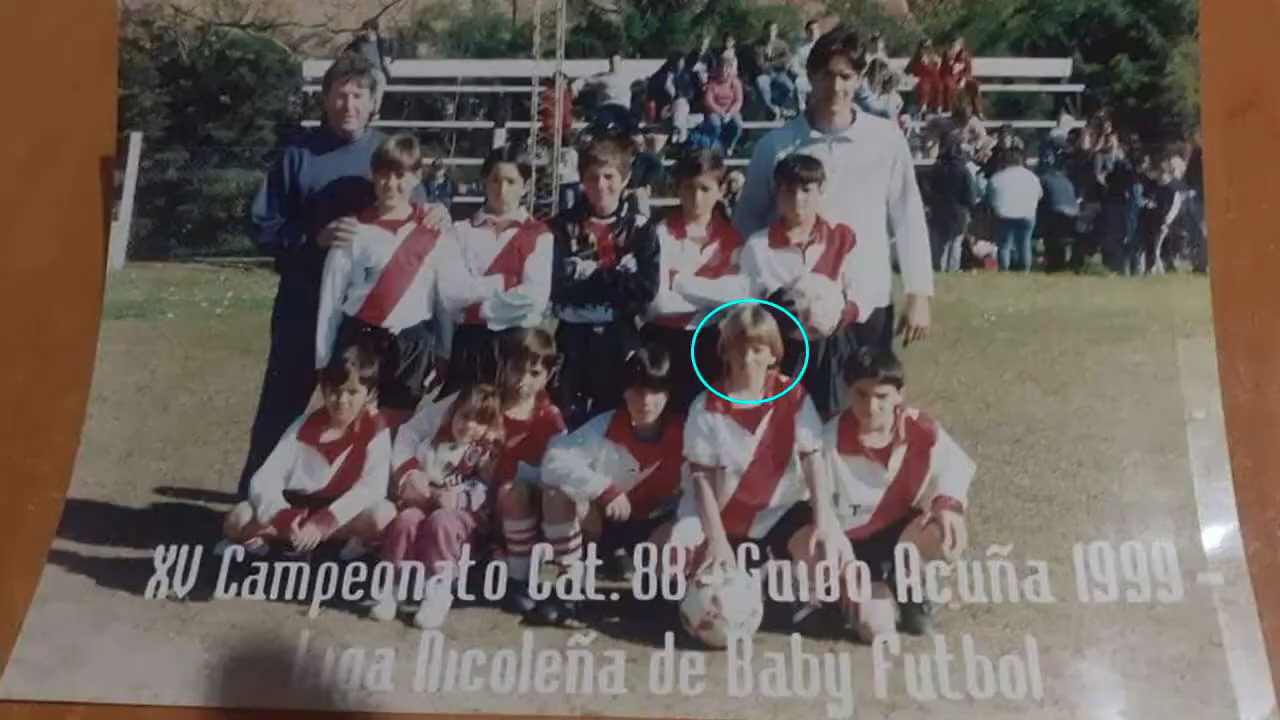 XV Campeonato Cat. 88 - Guido Acuña 1999 -
Liga Nicoleña de Baby Futbol